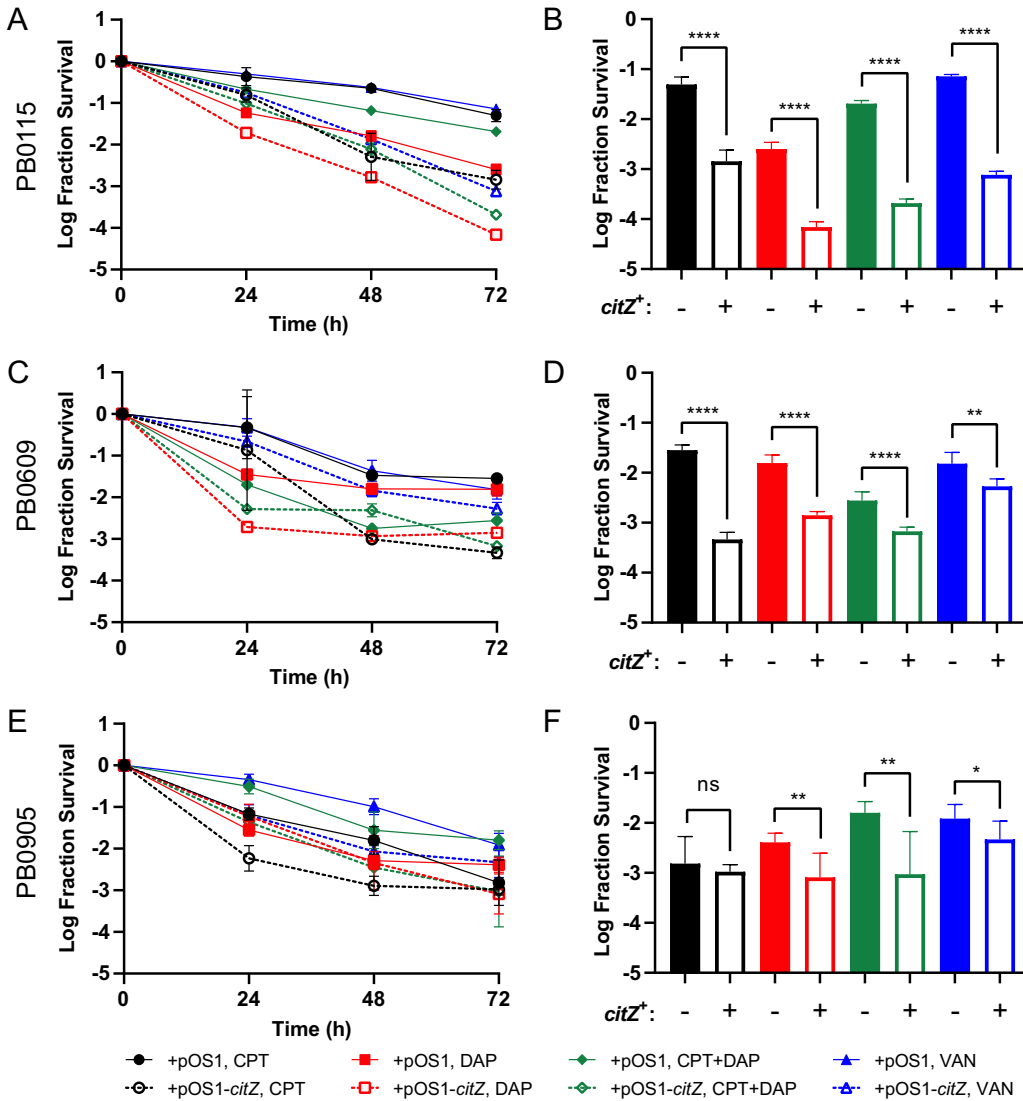 A
B
PB0115
Log Fraction Survival
1
0
-1
-2
-3
-4
-5
0 24 48 72
Time (h)
Log Fraction Survival
0
-1
-2
-3
-4
-5
**** **** **** ****
citZ⁺: - + - + - + - +
C
D
PB0609
Log Fraction Survival
1
0
-1
-2
-3
-4
-5
0 24 48 72
Time (h)
Log Fraction Survival
0
-1
-2
-3
-4
-5
**** **** **** **
citZ⁺: - + - + - + - +
E
F
PB0905
Log Fraction Survival
1
0
-1
-2
-3
-4
-5
0 24 48 72
Time (h)
Log Fraction Survival
0
-1
-2
-3
-4
-5
ns ** ** *
citZ⁺: - + - + - + - +
+pOS1, CPT +pOS1, DAP +pOS1, CPT+DAP +pOS1, VAN
+pOS1-citZ, CPT +pOS1-citZ, DAP +pOS1-citZ, CPT+DAP +pOS1-citZ, VAN